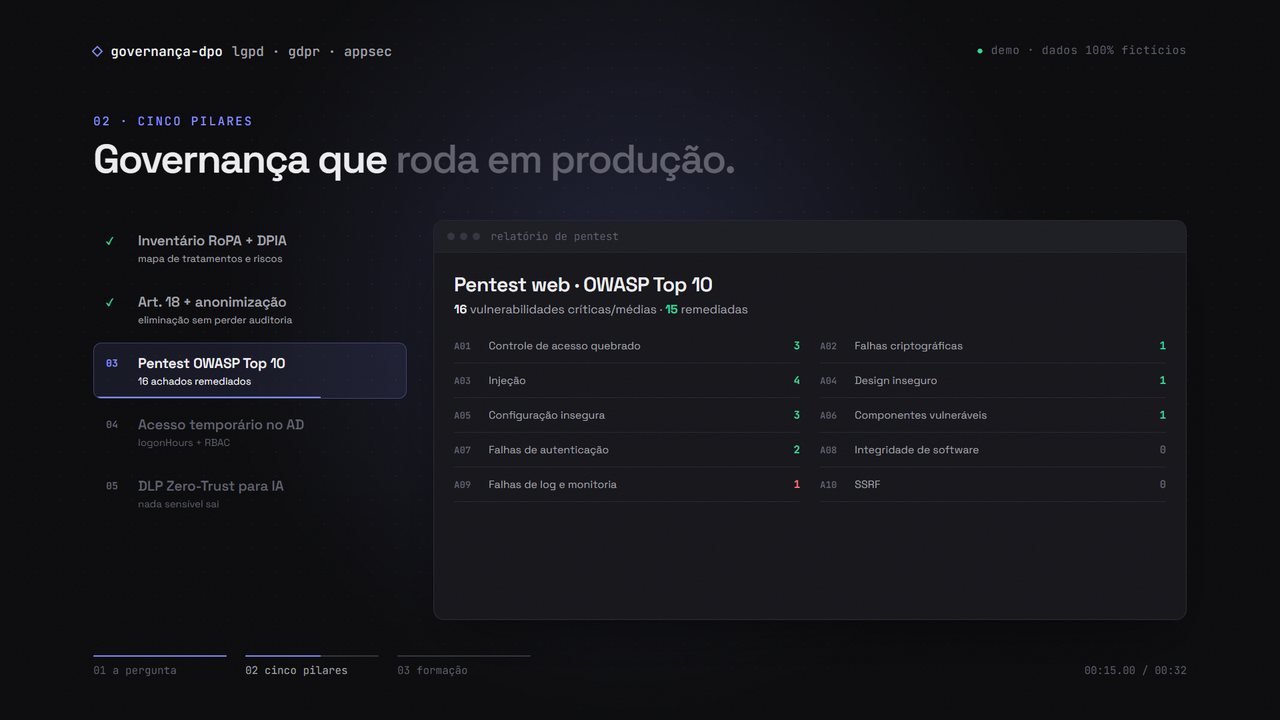 governança-dpo lgpd · gdpr · appsec
demo · dados 100% fictícios
02 · CINCO PILARES
Governança que roda em produção.
✓ Inventário RoPA + DPIA
mapa de tratamentos e riscos
✓ Art. 18 + anonimização
eliminação sem perder auditoria
03 Pentest OWASP Top 10
16 achados remediados
04 Acesso temporário no AD
logonHours + RBAC
05 DLP Zero-Trust para IA
nada sensível sai
relatório de pentest
Pentest web · OWASP Top 10
16 vulnerabilidades críticas/médias · 15 remediadas
A01 Controle de acesso quebrado 3 A02 Falhas criptográficas 1
A03 Injeção 4 A04 Design inseguro 1
A05 Configuração insegura 3 A06 Componentes vulneráveis 1
A07 Falhas de autenticação 2 A08 Integridade de software 0
A09 Falhas de log e monitoria 1 A10 SSRF 0
01 a pergunta
02 cinco pilares
03 formação
00:15.00 / 00:32